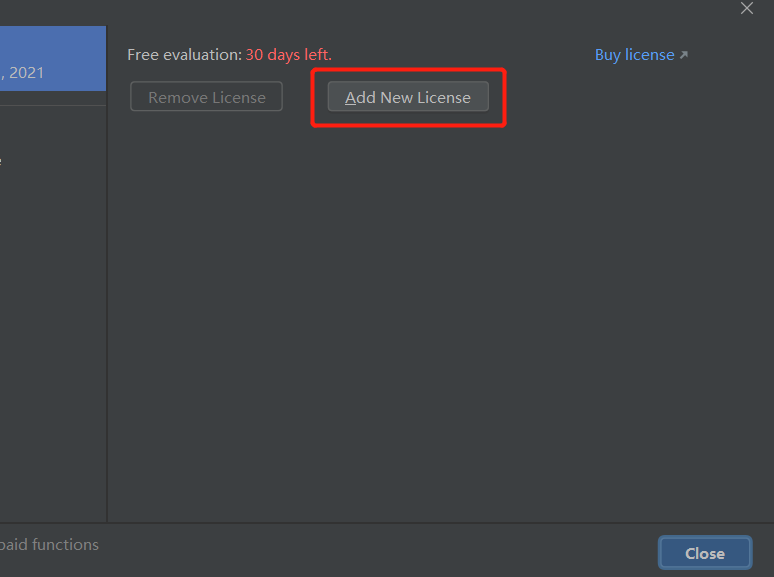 Free evaluation: 30 days left.
Buy license
, 2021
Remove License
Add New License
paid functions
Close